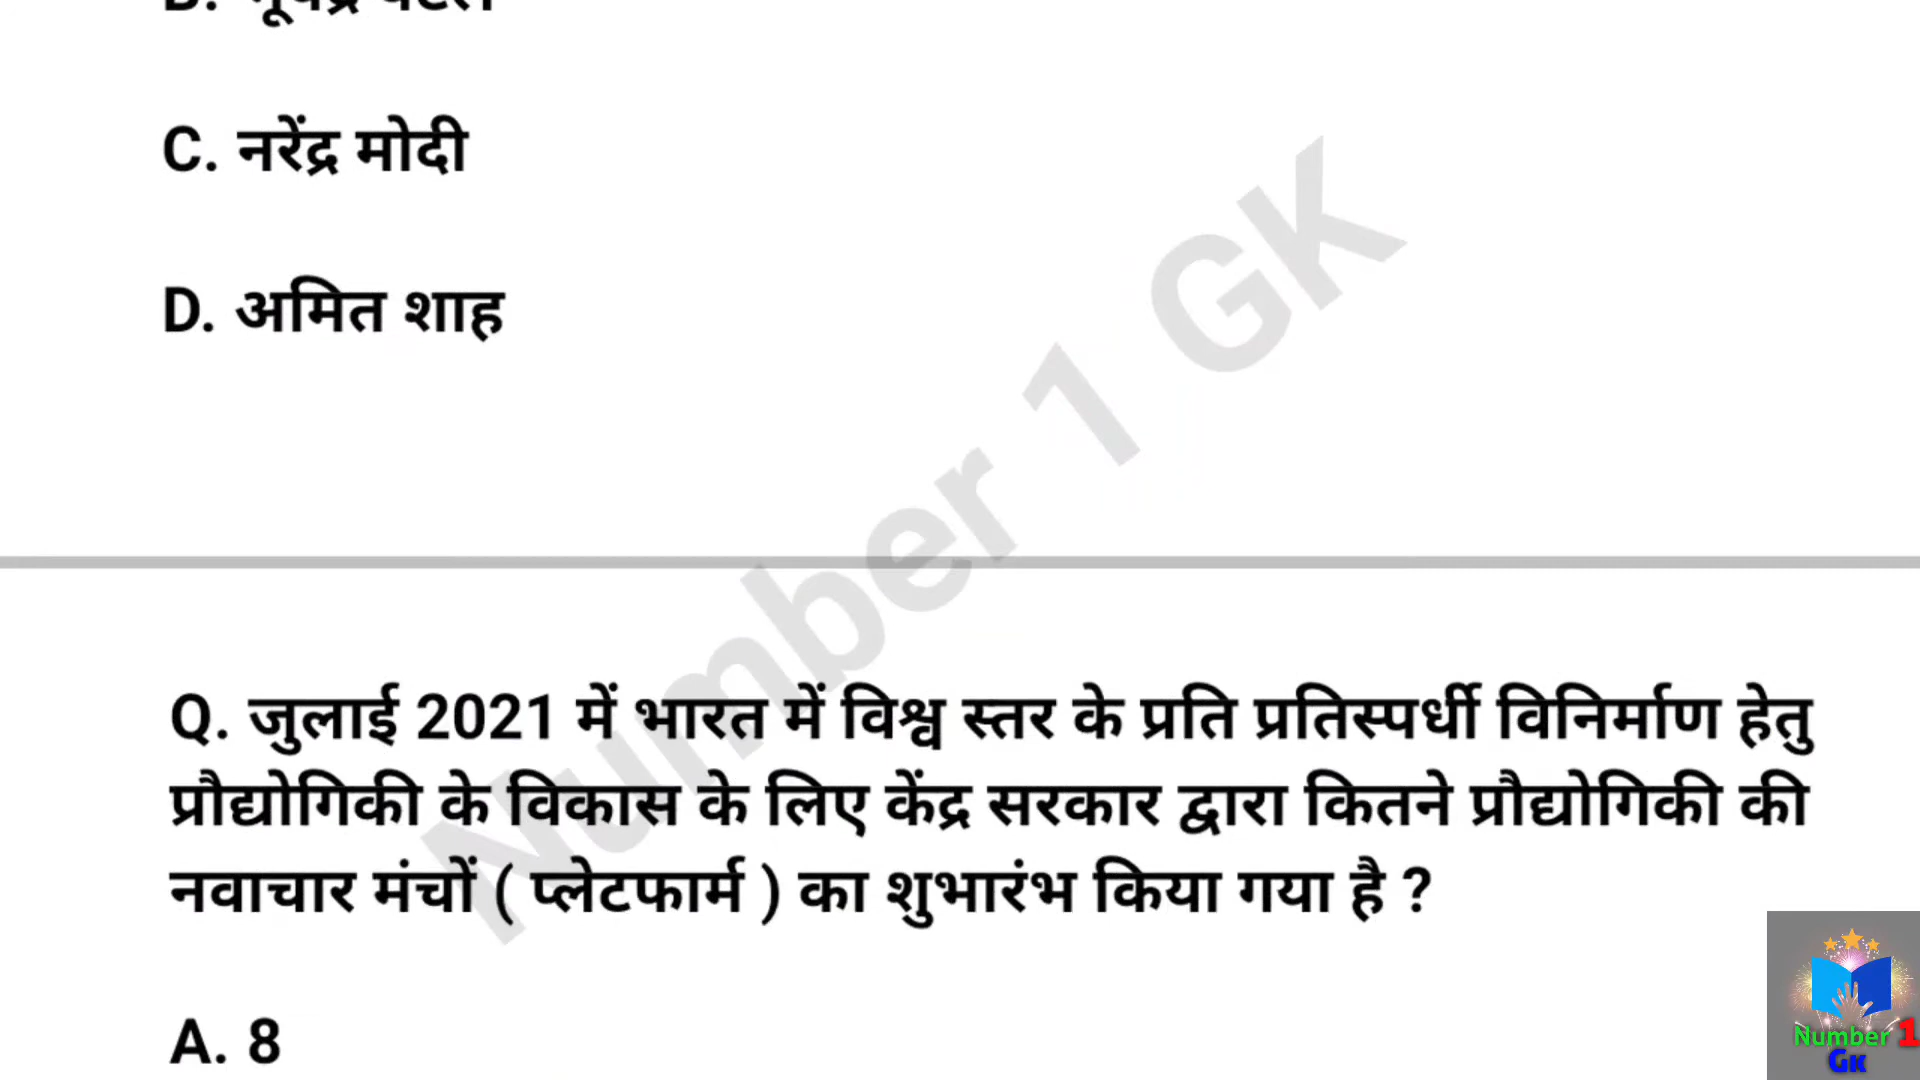 B. भूपेंद्र पटेल
C. नरेंद्र मोदी
D. अमित शाह
Number 1 GK
Q. जुलाई 2021 में भारत में विश्व स्तर के प्रति प्रतिस्पर्धी विनिर्माण हेतु
प्रौद्योगिकी के विकास के लिए केंद्र सरकार द्वारा कितने प्रौद्योगिकी की
नवाचार मंचों ( प्लेटफार्म ) का शुभारंभ किया गया है ?
A. 8
Number 1
GK